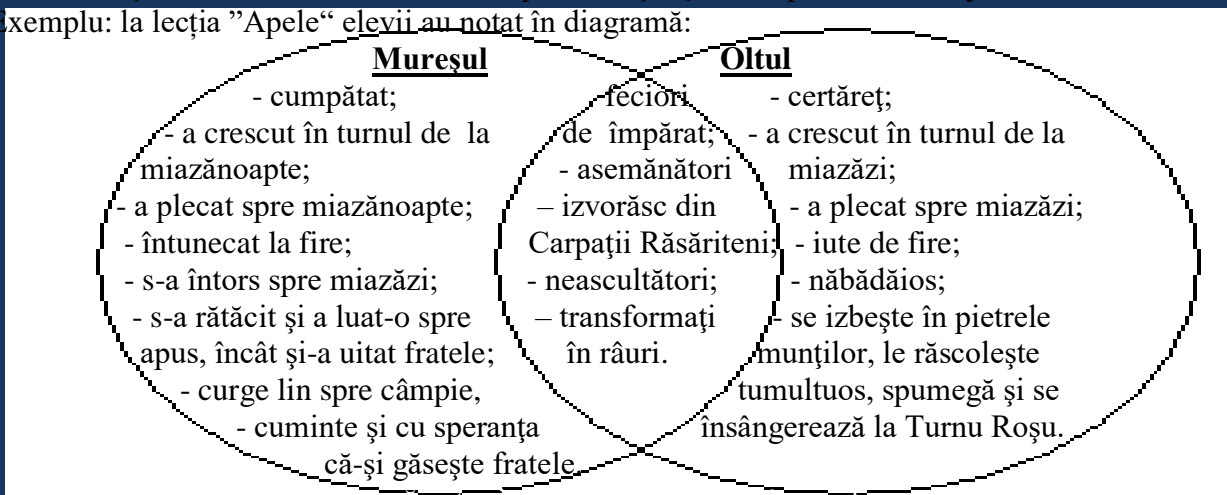 Exemplu: la lecția ”Apele“ elevii au notat în diagramă:
Mureşul
- cumpătat;
- a crescut în turnul de la
miazănoapte;
- a plecat spre miazănoapte;
- întunecat la fire;
- s-a întors spre miazăzi;
- s-a rătăcit şi a luat-o spre
apus, încât şi-a uitat fratele;
- curge lin spre câmpie,
- cuminte şi cu speranţa
că-şi găseşte fratele.
feciori
de împărat;
- asemănători
– izvorăsc din
Carpaţii Răsăriteni;
- neascultători;
– transformaţi
în râuri.
Oltul
- certăreţ;
- a crescut în turnul de la
miazăzi;
- a plecat spre miazăzi;
- iute de fire;
- năbădăios;
- se izbeşte în pietrele
munţilor, le răscoleşte
tumultuos, spumegă şi se
însângerează la Turnu Roşu.